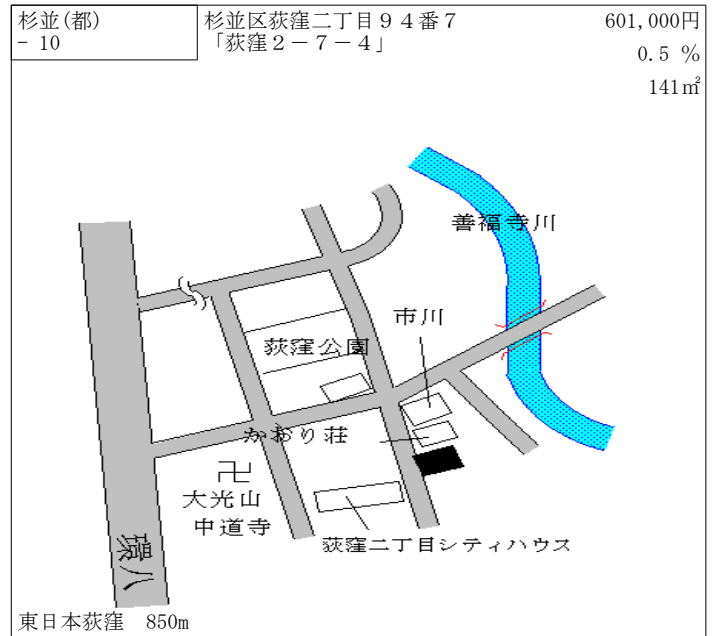 杉並(都)
- 10
杉並区荻窪二丁目９４番７
「荻窪２－７－４」
601,000円
0.5 %
141㎡
善福寺川
市川
荻窪公園
かおり荘
卍
大光山
中道寺
荻窪二丁目シティハウス
環八
東日本荻窪　850m